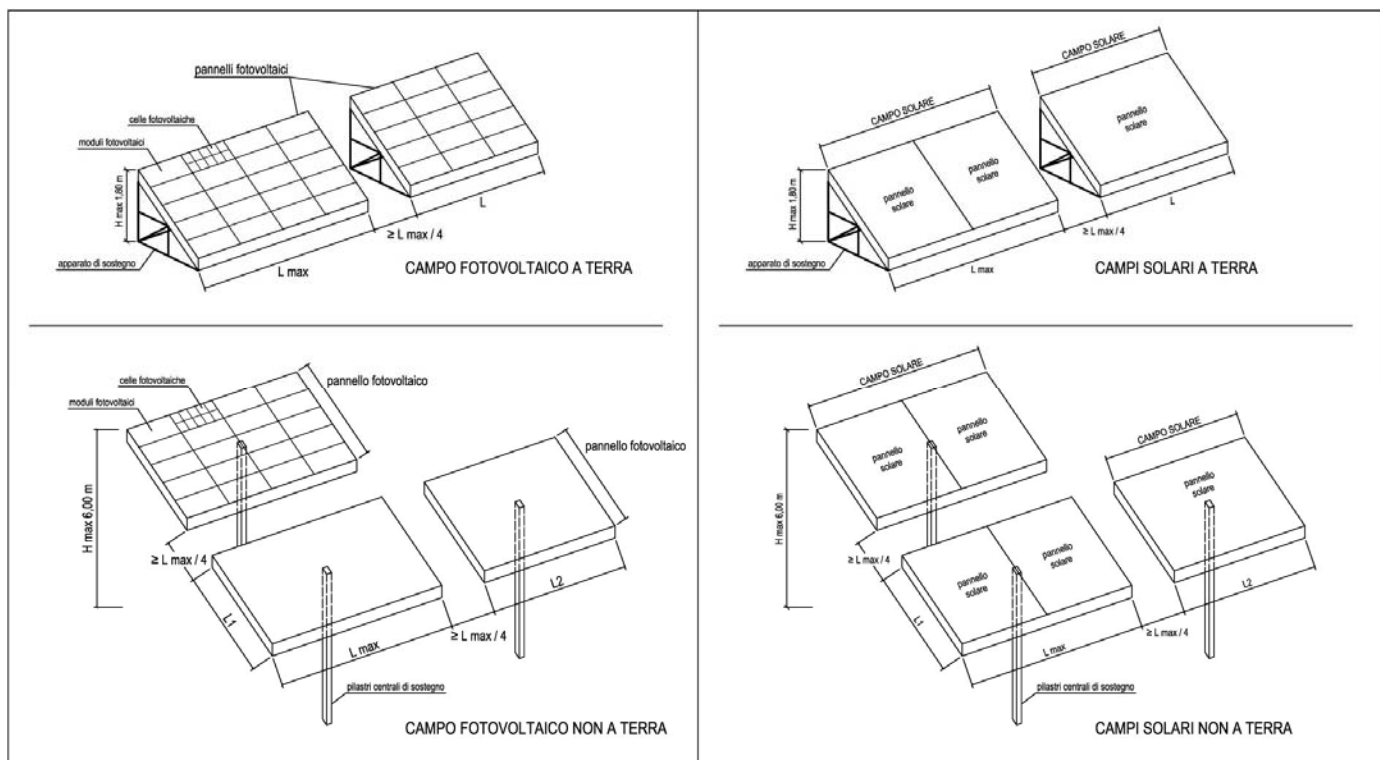 pannelli fotovoltaici
celle fotovoltaiche
moduli fotovoltaici
H max 1,80 m
apparato di sostegno
L max
≥ L max / 4
L
CAMPO FOTOVOLTAICO A TERRA
CAMPO SOLARE
CAMPO SOLARE
pannello
solare
pannello
solare
pannello
solare
H max 1,80 m
apparato di sostegno
L max
≥ L max / 4
L
CAMPI SOLARI A TERRA
celle fotovoltaiche
moduli fotovoltaici
pannello fotovoltaico
pannello fotovoltaico
H max 6,00 m
≥ L max / 4
L1
L max
≥ L max / 4
L2
pilastri centrali di sostegno
CAMPO FOTOVOLTAICO NON A TERRA
CAMPO SOLARE
CAMPO SOLARE
pannello
solare
pannello
solare
pannello
solare
pannello
solare
pannello
solare
H max 6,00 m
≥ L max / 4
L1
L max
≥ L max / 4
L2
pilastri centrali di sostegno
CAMPI SOLARI NON A TERRA